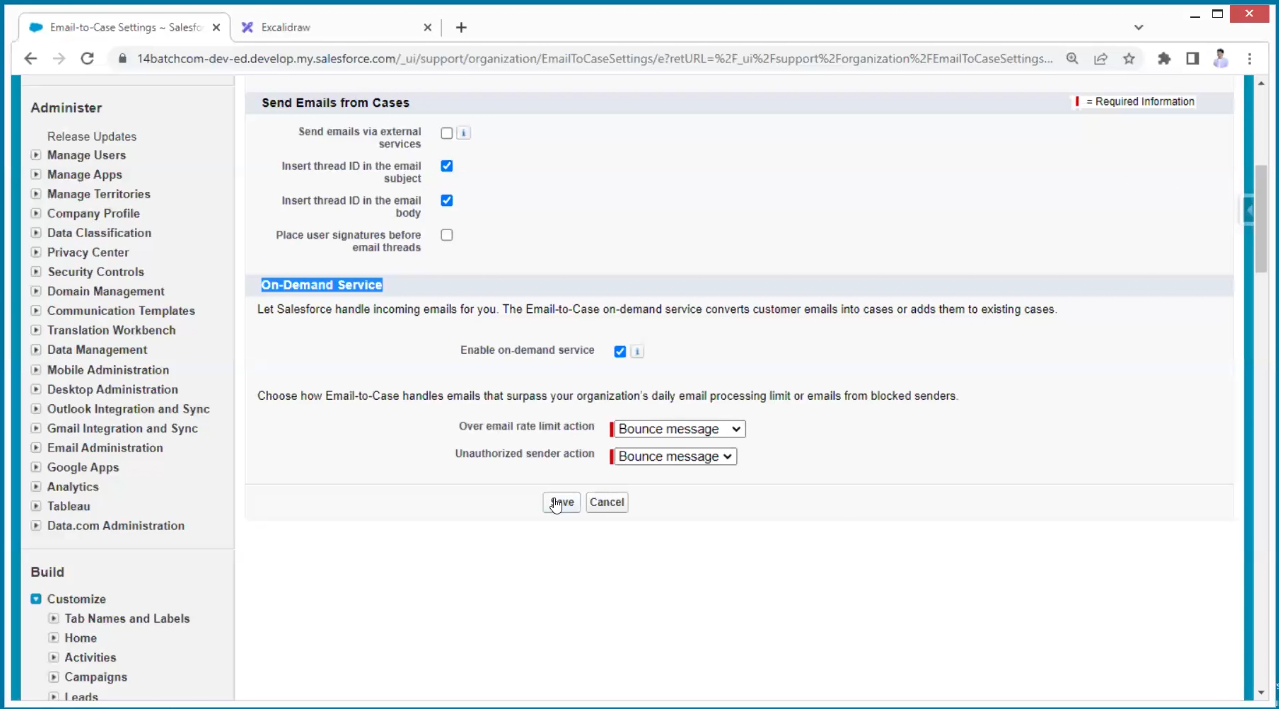 Email-to-Case Settings ~ Salesfo
Excalidraw
14batchcom-dev-ed.develop.my.salesforce.com/_ui/support/organization/EmailToCaseSettings/e?retURL=%2F_ui%2Fsupport%2Forganization%2FEmailToCaseSettings...
Administer
Release Updates
Manage Users
Manage Apps
Manage Territories
Company Profile
Data Classification
Privacy Center
Security Controls
Domain Management
Communication Templates
Translation Workbench
Data Management
Mobile Administration
Desktop Administration
Outlook Integration and Sync
Gmail Integration and Sync
Email Administration
Google Apps
Analytics
Tableau
Data.com Administration
Build
Customize
Tab Names and Labels
Home
Activities
Campaigns
Leads
Send Emails from Cases
= Required Information
Send emails via external
services
Insert thread ID in the email
subject
Insert thread ID in the email
body
Place user signatures before
email threads
On-Demand Service
Let Salesforce handle incoming emails for you. The Email-to-Case on-demand service converts customer emails into cases or adds them to existing cases.
Enable on-demand service
Choose how Email-to-Case handles emails that surpass your organization's daily email processing limit or emails from blocked senders.
Over email rate limit action
Bounce message
Unauthorized sender action
Bounce message
Save
Cancel